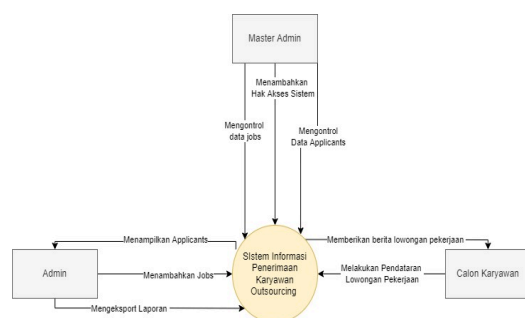 Master Admin
Menambahkan
Hak Akses Sistem
Mengontrol
data jobs
Mengontrol
Data Applicants
Menampilkan Applicants
Memberikan berita lowongan pekerjaan
SIstem Informasi
Penerimaan
Karyawan
Outsourcing
Admin
Menambahkan Jobs
Melakukan Pendataran
Lowongan Pekerjaan
Calon Karyawan
Mengeksport Laporan